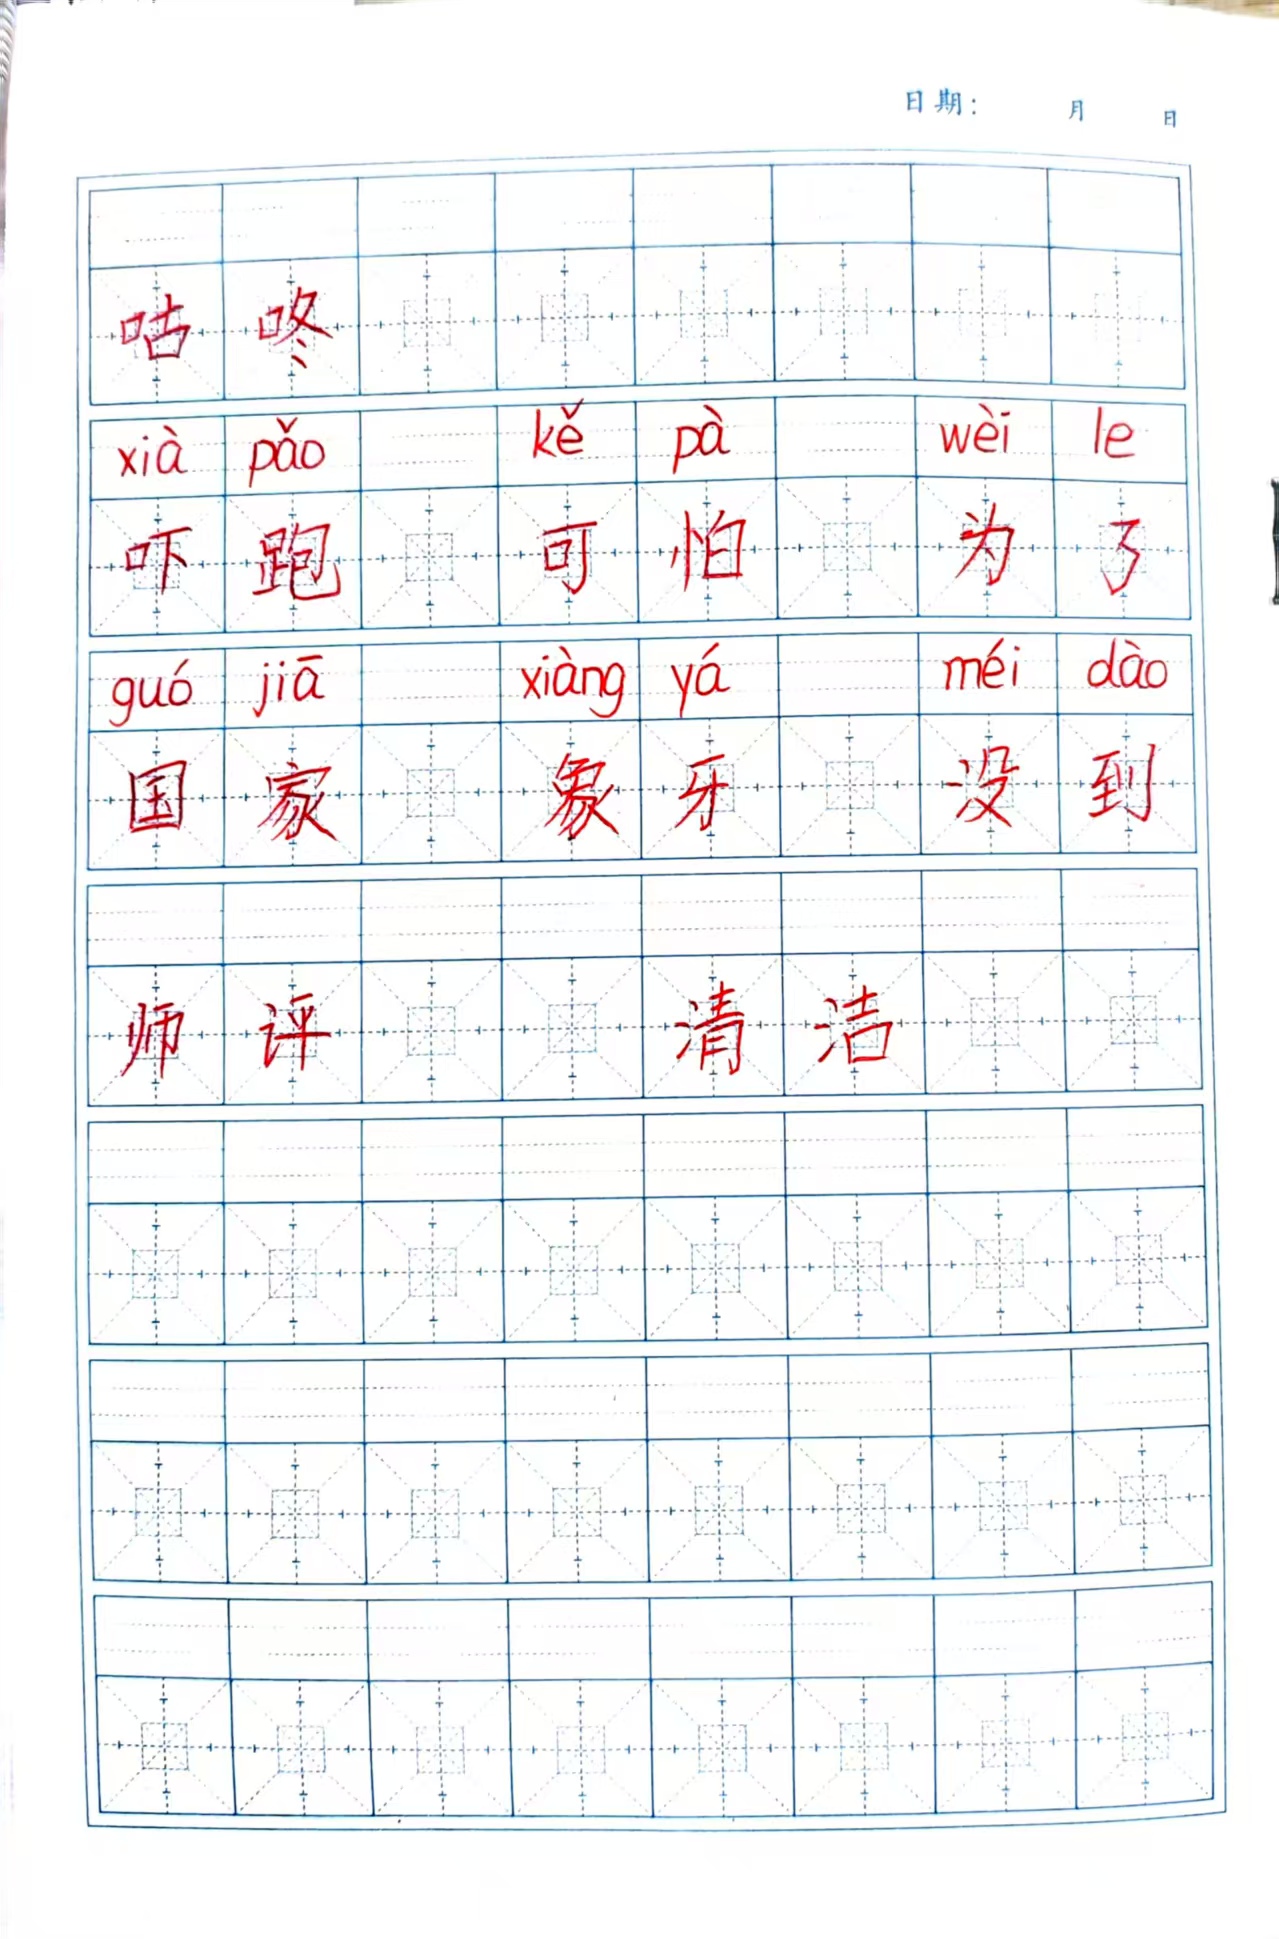 日期： 月 日
咕 咚
xià pǎo kě pà wèi le
吓 跑 可 怕 为 了
guó jiā xiàng yá méi dào
国 家 象 牙 没 到
师 评 清 洁